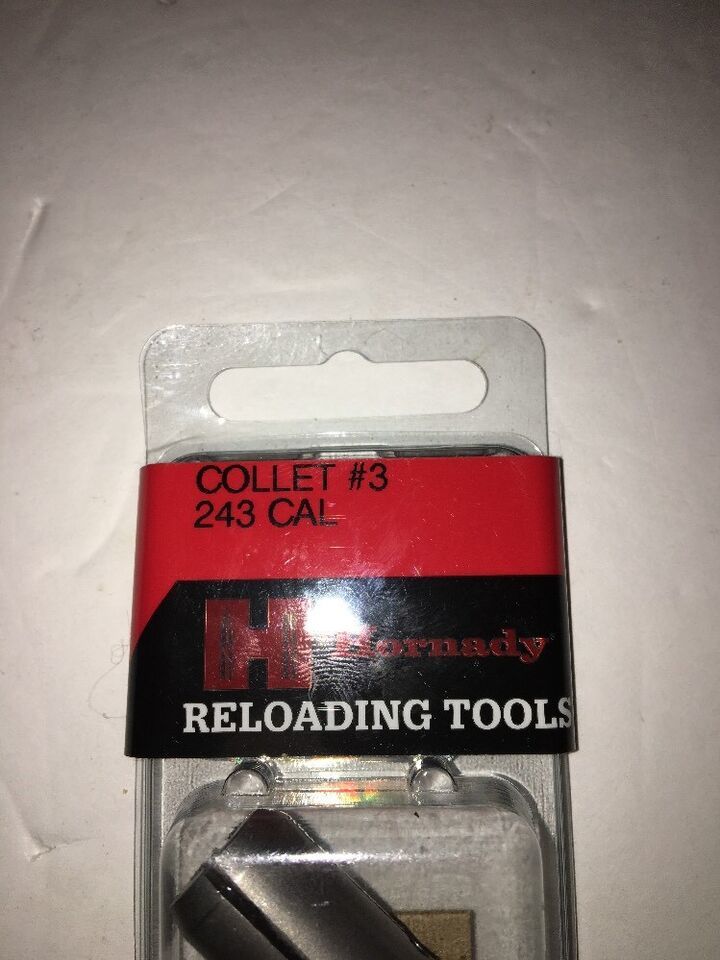 COLLET #3
243 CAL
H Hornady
RELOADING TOOLS